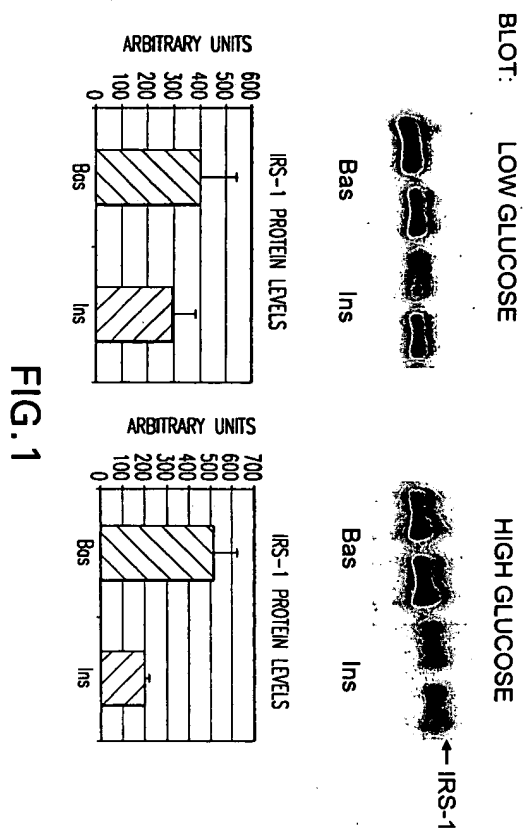 BLOT:
LOW GLUCOSE
HIGH GLUCOSE
← IRS-1
Bas
Ins
Bas
Ins
IRS-1 PROTEIN LEVELS
ARBITRARY UNITS
600
500
400
300
200
100
0
Bas
Ins
IRS-1 PROTEIN LEVELS
ARBITRARY UNITS
700
600
500
400
300
200
100
0
Bas
Ins
FIG.1